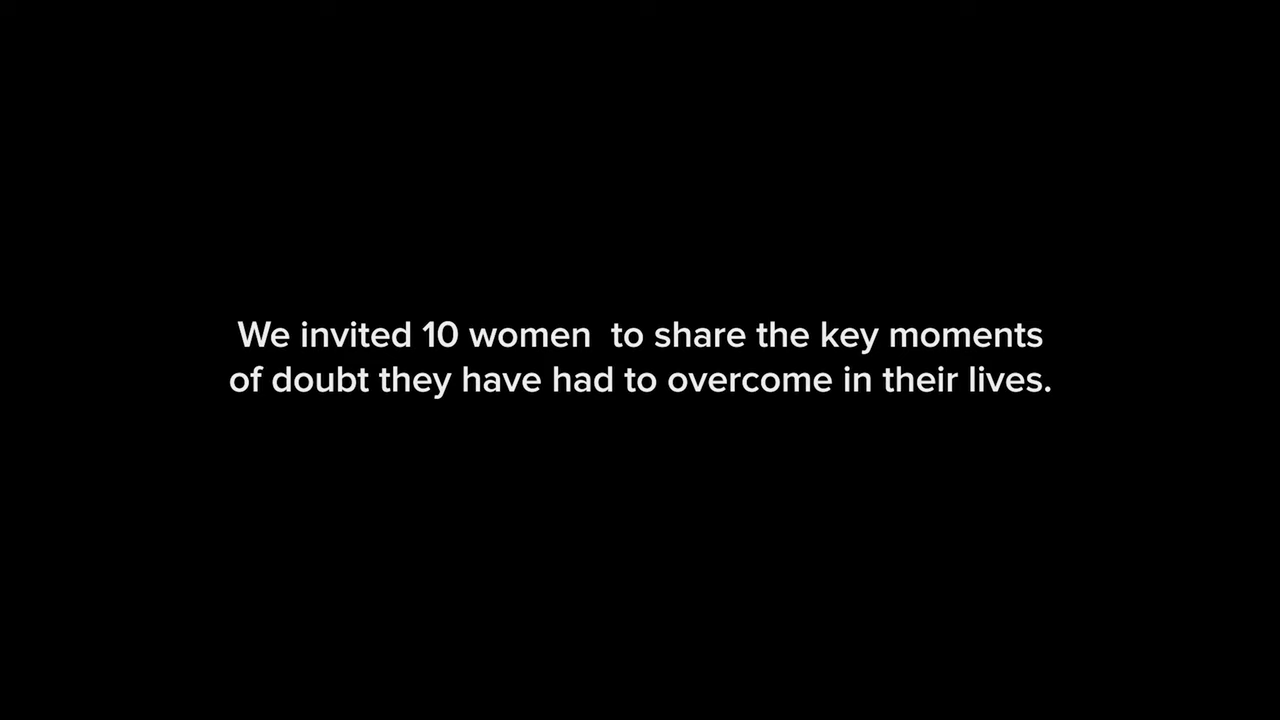 We invited 10 women  to share the key moments
of doubt they have had to overcome in their lives.